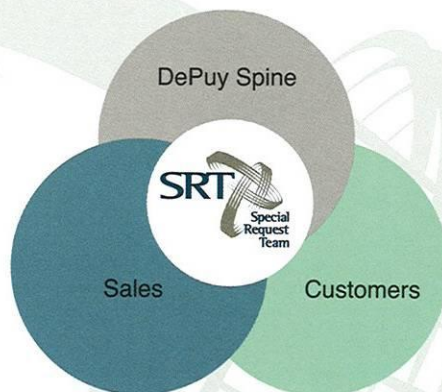 DePuy Spine
SRT
Special
Request
Team
Sales
Customers